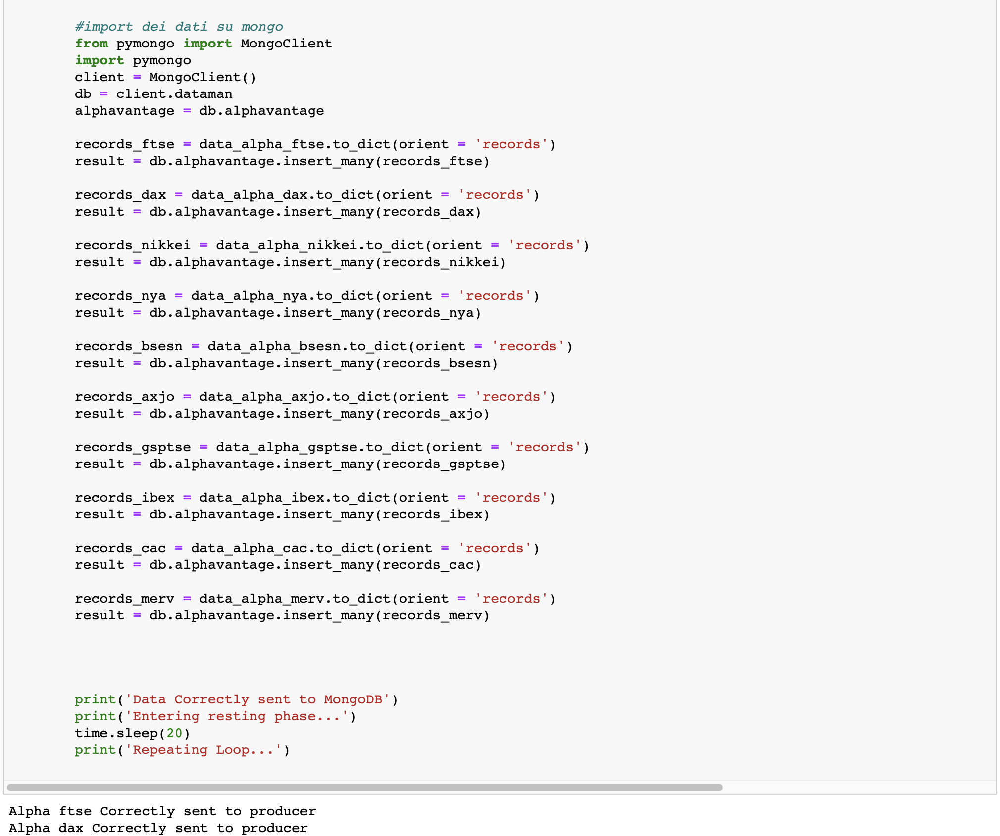 #import dei dati su mongo
from pymongo import MongoClient
import pymongo
client = MongoClient()
db = client.dataman
alphavantage = db.alphavantage
records_ftse = data_alpha_ftse.to_dict(orient = 'records')
result = db.alphavantage.insert_many(records_ftse)
records_dax = data_alpha_dax.to_dict(orient = 'records')
result = db.alphavantage.insert_many(records_dax)
records_nikkei = data_alpha_nikkei.to_dict(orient = 'records')
result = db.alphavantage.insert_many(records_nikkei)
records_nya = data_alpha_nya.to_dict(orient = 'records')
result = db.alphavantage.insert_many(records_nya)
records_bsesn = data_alpha_bsesn.to_dict(orient = 'records')
result = db.alphavantage.insert_many(records_bsesn)
records_axjo = data_alpha_axjo.to_dict(orient = 'records')
result = db.alphavantage.insert_many(records_axjo)
records_gsptse = data_alpha_gsptse.to_dict(orient = 'records')
result = db.alphavantage.insert_many(records_gsptse)
records_ibex = data_alpha_ibex.to_dict(orient = 'records')
result = db.alphavantage.insert_many(records_ibex)
records_cac = data_alpha_cac.to_dict(orient = 'records')
result = db.alphavantage.insert_many(records_cac)
records_merv = data_alpha_merv.to_dict(orient = 'records')
result = db.alphavantage.insert_many(records_merv)
print('Data Correctly sent to MongoDB')
print('Entering resting phase...')
time.sleep(20)
print('Repeating Loop...')
Alpha ftse Correctly sent to producer
Alpha dax Correctly sent to producer